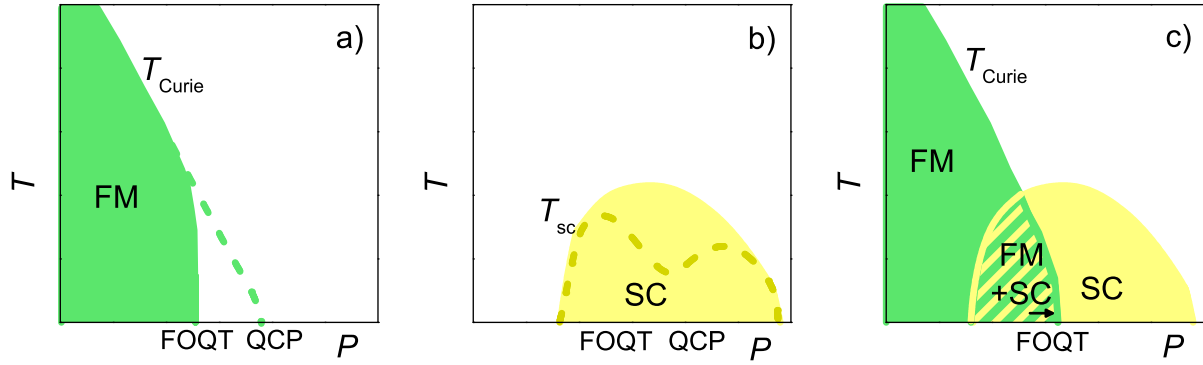 a)
T_Curie
FM
T
FOQT QCP P
b)
T_sc
T
SC
FOQT QCP P
c)
T_Curie
FM
T
FM
+SC
SC
FOQT
P